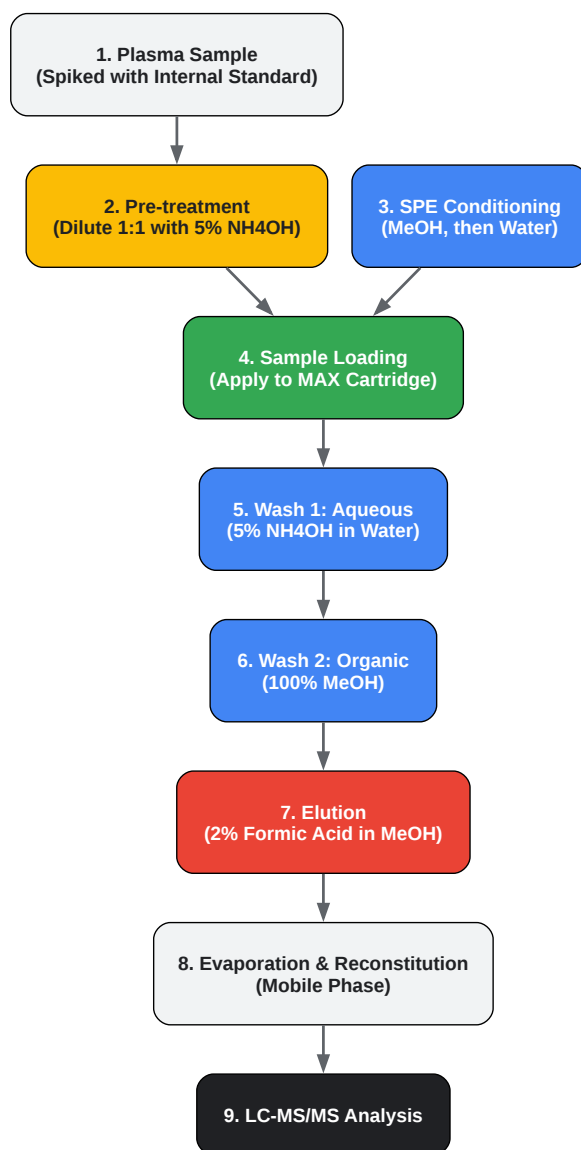 1. Plasma Sample
(Spiked with Internal Standard)
2. Pre-treatment
(Dilute 1:1 with 5% NH4OH)
3. SPE Conditioning
(MeOH, then Water)
4. Sample Loading
(Apply to MAX Cartridge)
5. Wash 1: Aqueous
(5% NH4OH in Water)
6. Wash 2: Organic
(100% MeOH)
7. Elution
(2% Formic Acid in MeOH)
8. Evaporation & Reconstitution
(Mobile Phase)
9. LC-MS/MS Analysis